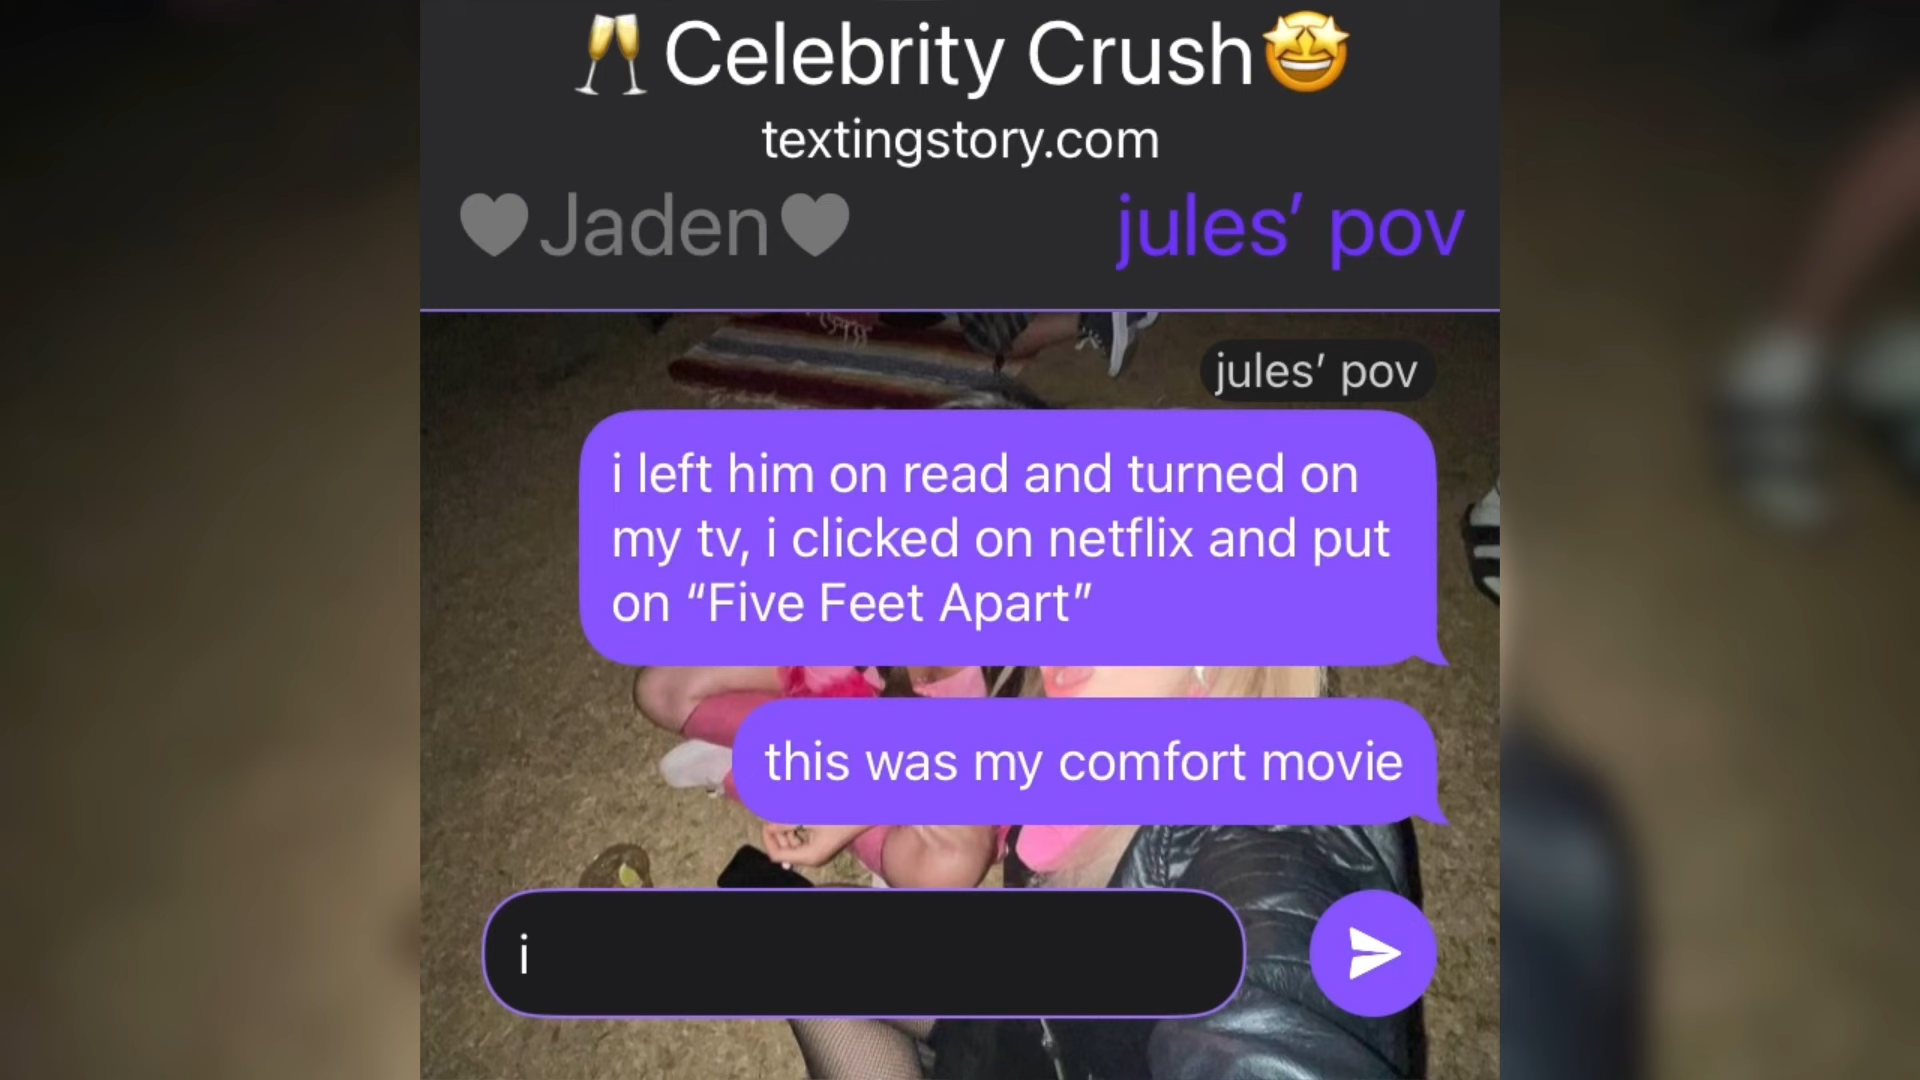 🥂Celebrity Crush🤩
textingstory.com
🖤Jaden🖤
jules’ pov
jules’ pov
i left him on read and turned on
my tv, i clicked on netflix and put
on “Five Feet Apart”
this was my comfort movie
i